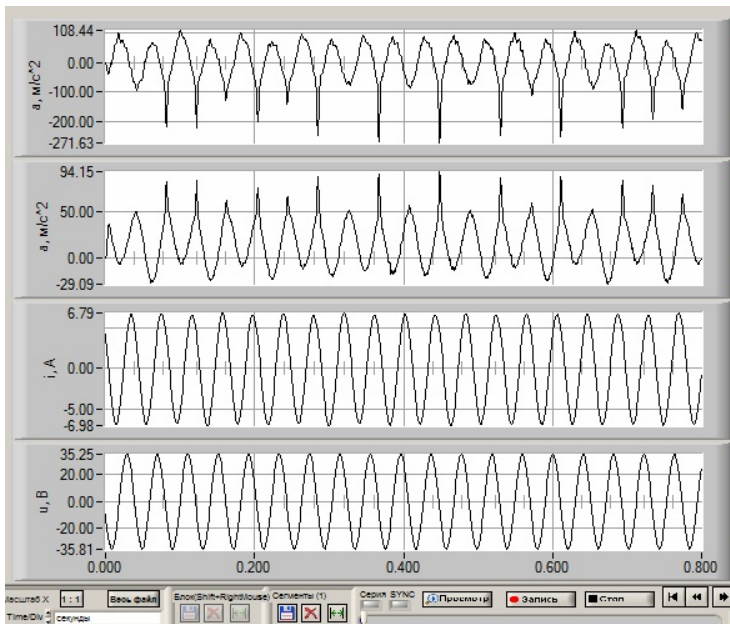 108.44
0.00
-100.00
-200.00
-271.63
a, м/с^2
94.15
50.00
0.00
-29.09
a, м/с^2
6.79
0.00
-5.00
-6.98
i, A
35.25
20.00
0.00
-20.00
-35.81
u, B
0.000 0.200 0.400 0.600 0.800
Масштаб X 1 : 1 Весь файл Блок(Shift+RightMouse) Сегменты (1) Серия SYNC Просмотр Запись Стоп
Time/Div секунды